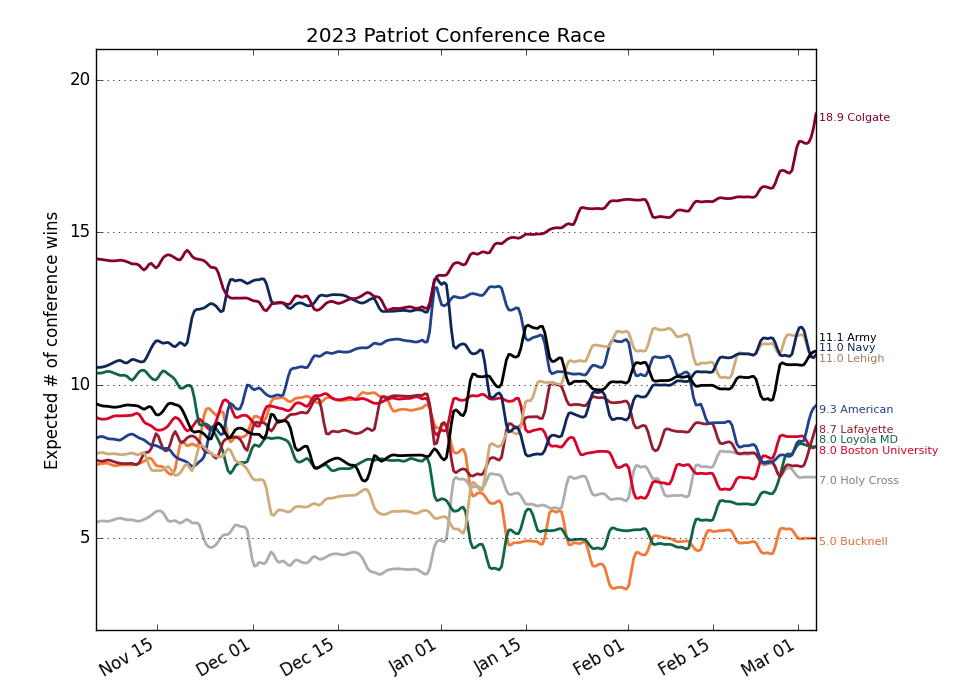 2023 Patriot Conference Race
Expected # of conference wins
20
15
10
5
18.9 Colgate
11.1 Army
11.0 Navy
11.0 Lehigh
9.3 American
8.7 Lafayette
8.0 Loyola MD
8.0 Boston University
7.0 Holy Cross
5.0 Bucknell
Nov 15
Dec 01
Dec 15
Jan 01
Jan 15
Feb 01
Feb 15
Mar 01